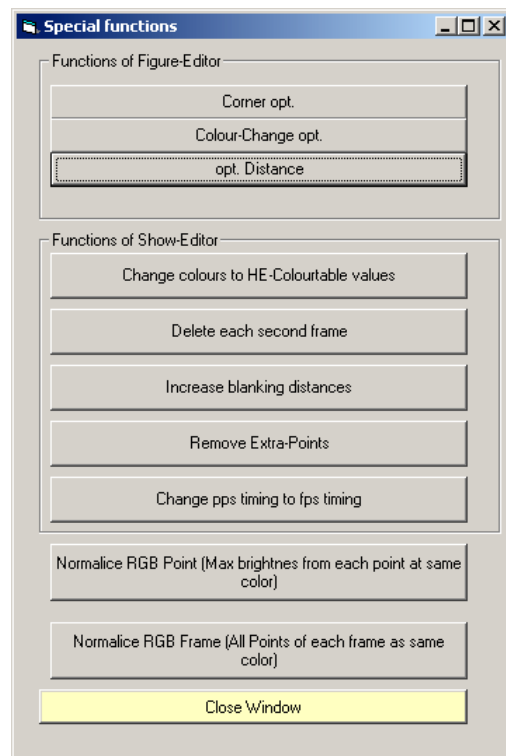 Special functions
Functions of Figure-Editor
Corner opt.
Colour-Change opt.
opt. Distance
Functions of Show-Editor
Change colours to HE-Colourtable values
Delete each second frame
Increase blanking distances
Remove Extra-Points
Change pps timing to fps timing
Normalice RGB Point (Max brightnes from each point at same
color)
Normalice RGB Frame (All Points of each frame as same
color)
Close Window